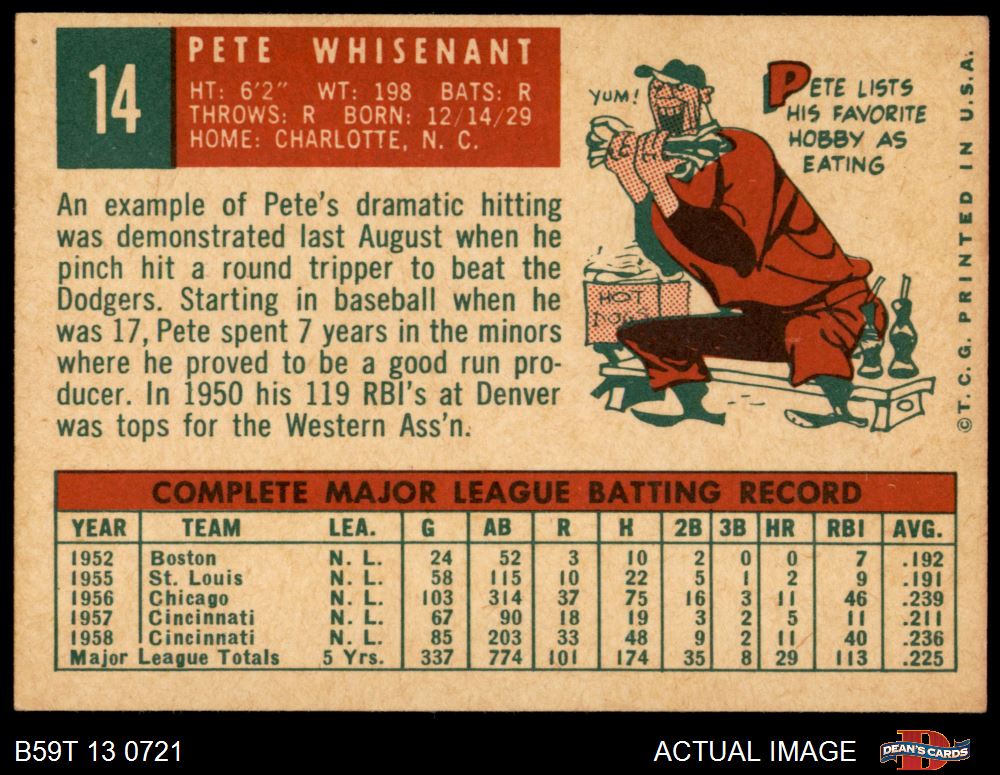 14
PETE WHISENANT
HT: 6'2" WT: 198 BATS: R
THROWS: R BORN: 12/14/29
HOME: CHARLOTTE, N. C.
YUM!
PETE LISTS
HIS FAVORITE
HOBBY AS
EATING
HOT
DOGS
©T. C. G. PRINTED IN U.S.A.
An example of Pete's dramatic hitting
was demonstrated last August when he
pinch hit a round tripper to beat the
Dodgers. Starting in baseball when he
was 17, Pete spent 7 years in the minors
where he proved to be a good run pro-
ducer. In 1950 his 119 RBI's at Denver
was tops for the Western Ass'n.
COMPLETE MAJOR LEAGUE BATTING RECORD
YEAR TEAM LEA. G AB R H 2B 3B HR RBI AVG.
1952 Boston N. L. 24 52 3 10 2 0 0 7 .192
1955 St. Louis N. L. 58 115 10 22 5 1 2 9 .191
1956 Chicago N. L. 103 314 37 75 16 3 11 46 .239
1957 Cincinnati N. L. 67 90 18 19 3 2 5 11 .211
1958 Cincinnati N. L. 85 203 33 48 9 2 11 40 .236
Major League Totals 5 Yrs. 337 774 101 174 35 8 29 113 .225
B59T 13 0721
ACTUAL IMAGE
D
DEAN'S CARDS